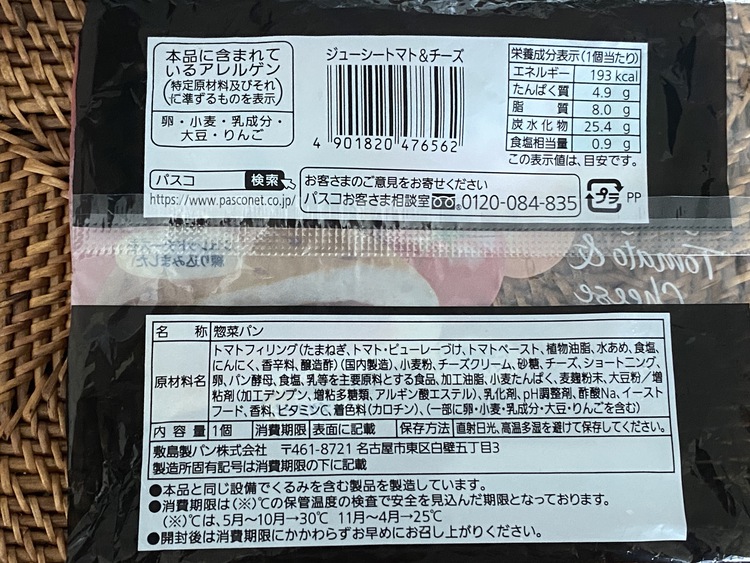 本品に含まれて
いるアレルゲン
(特定原材料及びそれ
に準ずるものを表示)
卵・小麦・乳成分・
大豆・りんご
ジューシートマト&チーズ
4 901820 476562
栄養成分表示(1個当たり)
エネルギー 193 kcal
たんぱく質 4.9 g
脂質 8.0 g
炭水化物 25.4 g
食塩相当量 0.9 g
この表示値は、目安です。
パスコ 検索
https://www.pasconet.co.jp/
お客さまのご意見をお寄せください
パスコお客さま相談室 0120-084-835
プラ PP
練り込みました
Tomato &
Cheese
名称 惣菜パン
原材料名
トマトフィリング(たまねぎ、トマト・ピューレーづけ、トマトペースト、植物油脂、水あめ、食塩、
にんにく、香辛料、醸造酢)(国内製造)、小麦粉、チーズクリーム、砂糖、チーズ、ショートニング、
卵、パン酵母、食塩、乳等を主要原料とする食品、加工油脂、小麦たんぱく、麦麹粉末、大豆粉/増
粘剤(加工デンプン、増粘多糖類、アルギン酸エステル)、乳化剤、pH調整剤、酢酸Na、イースト
フード、香料、ビタミンC、着色料(カロチン)、(一部に卵・小麦・乳成分・大豆・りんごを含む)
内容量 1個 消費期限 表面に記載 保存方法 直射日光、高温多湿を避けて保存してください。
敷島製パン株式会社 〒461-8721 名古屋市東区白壁五丁目3
製造所固有記号は消費期限の下に記載
●本品と同じ設備でくるみを含む製品を製造しています。
●消費期限は(※)℃の保管温度の検査で安全を見込んだ期限となっております。
(※)℃は、5月~10月→30℃ 11月~4月→25℃
●開封後は消費期限にかかわらずお早めにお召し上がりください。